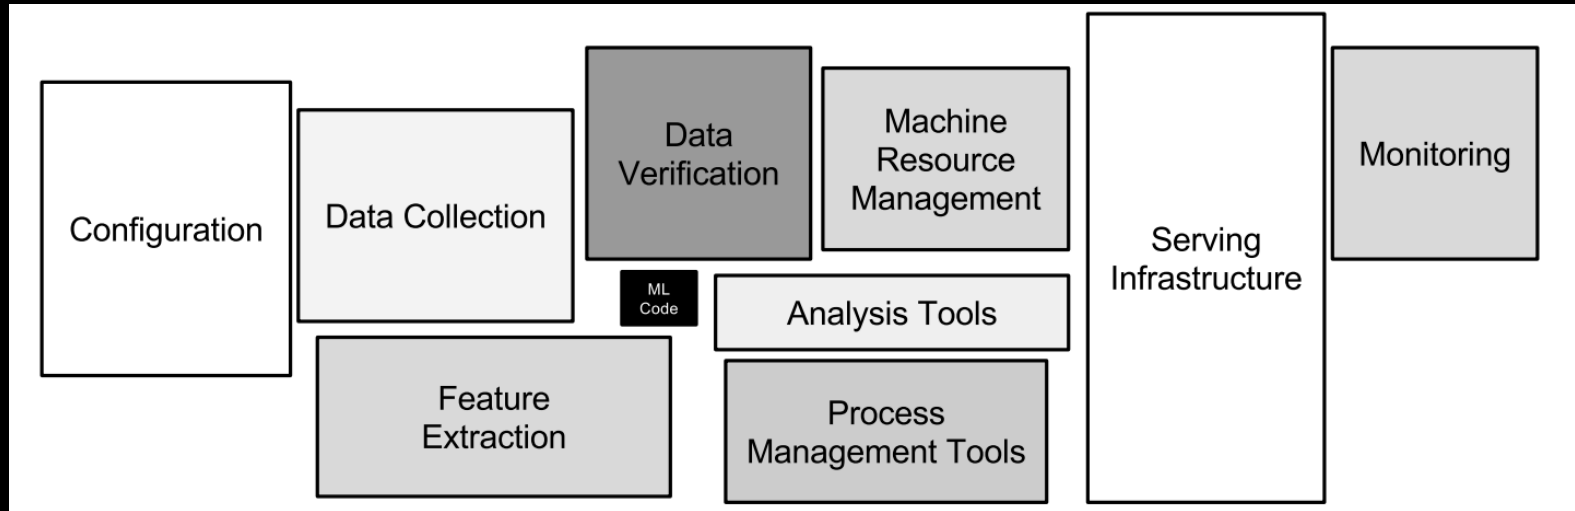 Configuration
Data Collection
Data
Verification
Machine
Resource
Management
Serving
Infrastructure
Monitoring
ML
Code
Analysis Tools
Feature
Extraction
Process
Management Tools